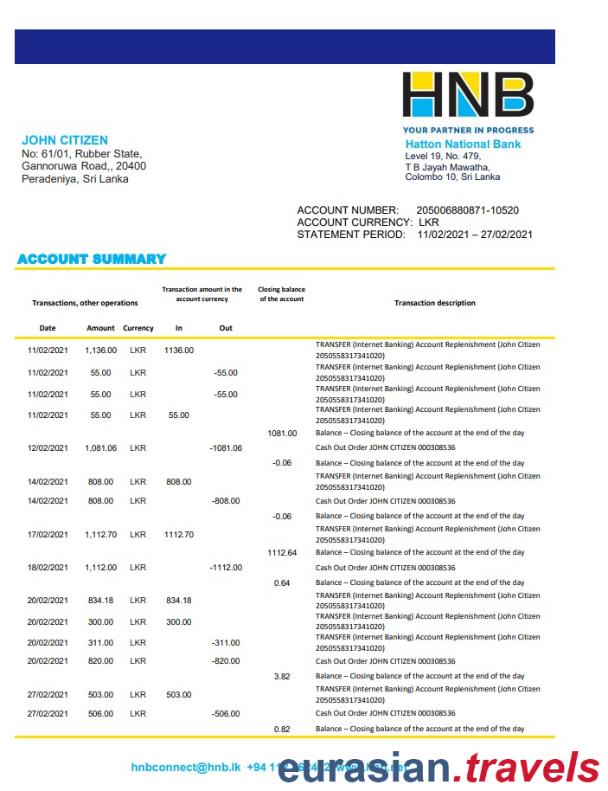 HNB
YOUR PARTNER IN PROGRESS
JOHN CITIZEN
No: 61/01, Rubber State,
Gannoruwa Road,, 20400
Peradeniya, Sri Lanka
Hatton National Bank
Level 19, No. 479,
T B Jayah Mawatha,
Colombo 10, Sri Lanka
ACCOUNT NUMBER: 205006880871-10520
ACCOUNT CURRENCY: LKR
STATEMENT PERIOD: 11/02/2021 – 27/02/2021
ACCOUNT SUMMARY
Transactions, other operations
Transaction amount in the
account currency
Closing balance
of the account
Transaction description
Date Amount Currency In Out
11/02/2021 1,136.00 LKR 1136.00 TRANSFER (Internet Banking) Account Replenishment (John Citizen
2050558317341020)
11/02/2021 55.00 LKR -55.00 TRANSFER (Internet Banking) Account Replenishment (John Citizen
2050558317341020)
11/02/2021 55.00 LKR -55.00 TRANSFER (Internet Banking) Account Replenishment (John Citizen
2050558317341020)
11/02/2021 55.00 LKR 55.00 TRANSFER (Internet Banking) Account Replenishment (John Citizen
2050558317341020)
1081.00 Balance – Closing balance of the account at the end of the day
12/02/2021 1,081.06 LKR -1081.06 Cash Out Order JOHN CITIZEN 000308536
-0.06 Balance – Closing balance of the account at the end of the day
14/02/2021 808.00 LKR 808.00 TRANSFER (Internet Banking) Account Replenishment (John Citizen
2050558317341020)
14/02/2021 808.00 LKR -808.00 Cash Out Order JOHN CITIZEN 000308536
-0.06 Balance – Closing balance of the account at the end of the day
17/02/2021 1,112.70 LKR 1112.70 TRANSFER (Internet Banking) Account Replenishment (John Citizen
2050558317341020)
1112.64 Balance – Closing balance of the account at the end of the day
18/02/2021 1,112.00 LKR -1112.00 Cash Out Order JOHN CITIZEN 000308536
0.64 Balance – Closing balance of the account at the end of the day
20/02/2021 834.18 LKR 834.18 TRANSFER (Internet Banking) Account Replenishment (John Citizen
2050558317341020)
20/02/2021 300.00 LKR 300.00 TRANSFER (Internet Banking) Account Replenishment (John Citizen
2050558317341020)
20/02/2021 311.00 LKR -311.00 TRANSFER (Internet Banking) Account Replenishment (John Citizen
2050558317341020)
20/02/2021 820.00 LKR -820.00 Cash Out Order JOHN CITIZEN 000308536
3.82 Balance – Closing balance of the account at the end of the day
27/02/2021 503.00 LKR 503.00 TRANSFER (Internet Banking) Account Replenishment (John Citizen
2050558317341020)
27/02/2021 506.00 LKR -506.00 Cash Out Order JOHN CITIZEN 000308536
0.82 Balance – Closing balance of the account at the end of the day
hnbconnect@hnb.lk +94
eurasian.travels